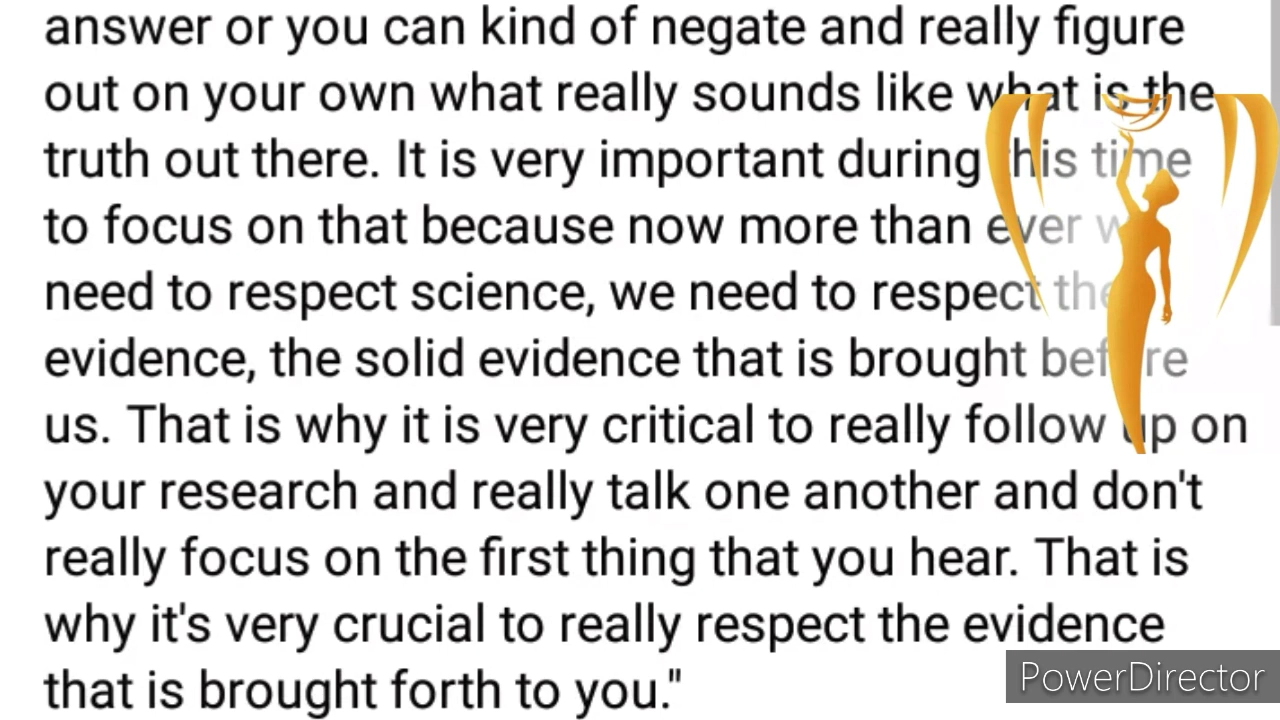 answer or you can kind of negate and really figure
out on your own what really sounds like what is the
truth out there. It is very important during this time
to focus on that because now more than ever w
need to respect science, we need to respect the
evidence, the solid evidence that is brought before
us. That is why it is very critical to really follow up on
your research and really talk one another and don't
really focus on the first thing that you hear. That is
why it's very crucial to really respect the evidence
that is brought forth to you."
PowerDirector